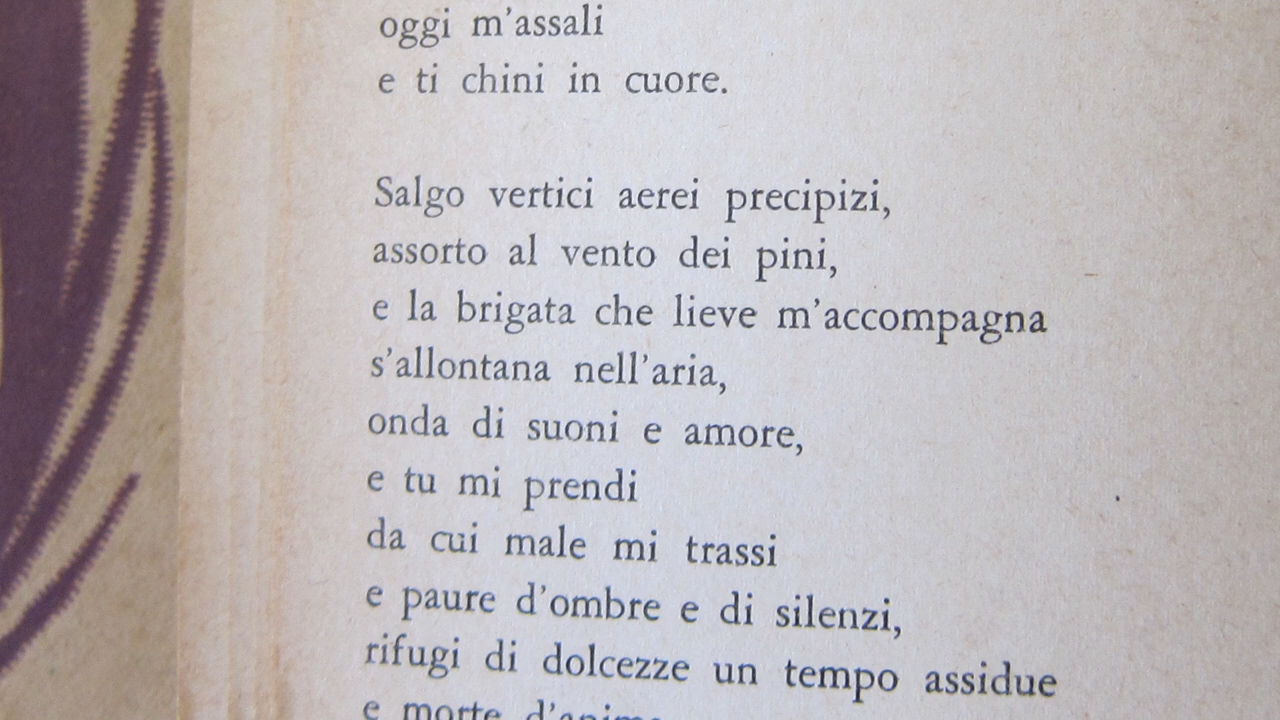 oggi m'assali
e ti chini in cuore.
Salgo vertici aerei precipizi,
assorto al vento dei pini,
e la brigata che lieve m'accompagna
s'allontana nell'aria,
onda di suoni e amore,
e tu mi prendi
da cui male mi trassi
e paure d'ombre e di silenzi,
rifugi di dolcezze un tempo assidue
e morte d'anima